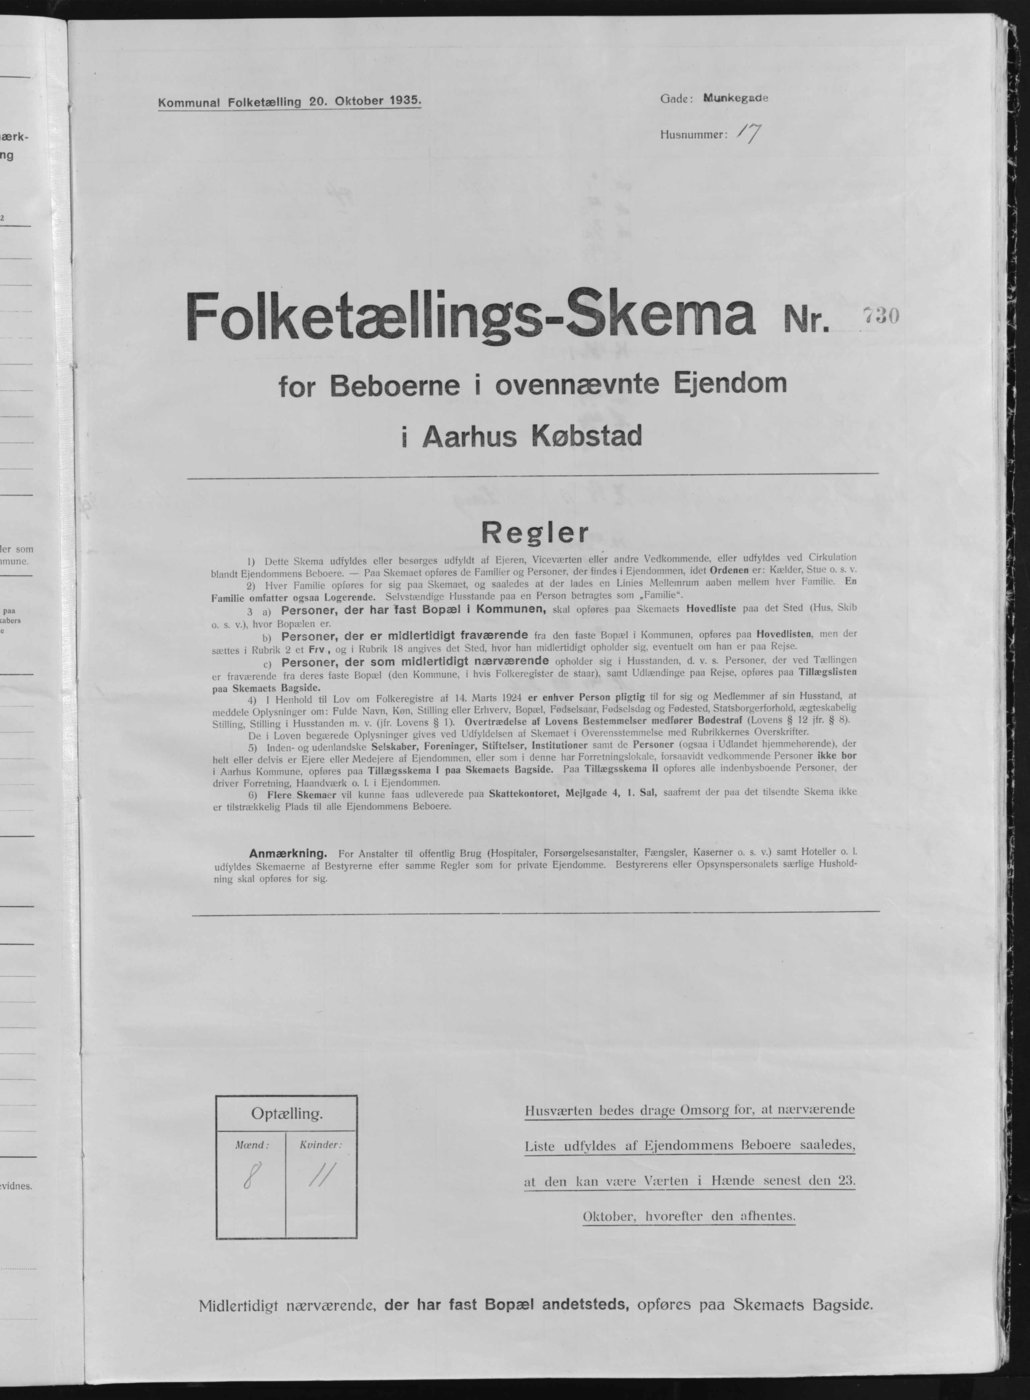 ærk-
ng
2
ler som
mmune.
paa
kabers
e
vidnes.
Kommunal Folketælling 20. Oktober 1935.
Gade: Munkegade
Husnummer: 17
Folketællings-Skema Nr. 730
for Beboerne i ovennævnte Ejendom
i Aarhus Købstad
Regler
1) Dette Skema udfyldes eller besørges udfyldt af Ejeren, Viceværten eller andre Vedkommende, eller udfyldes ved Cirkulation
blandt Ejendommens Beboere. — Paa Skemaet opføres de Familier og Personer, der findes i Ejendommen, idet Ordenen er: Kælder, Stue o. s. v.
2) Hver Familie opføres for sig paa Skemaet, og saaledes at der lades en Linies Mellemrum aaben mellem hver Familie. En
Familie omfatter ogsaa Logerende. Selvstændige Husstande paa en Person betragtes som „Familie“.
3 a) Personer, der har fast Bopæl i Kommunen, skal opføres paa Skemaets Hovedliste paa det Sted (Hus, Skib
o. s. v.), hvor Bopælen er.
b) Personer, der er midlertidigt fraværende fra den faste Bopæl i Kommunen, opføres paa Hovedlisten, men der
sættes i Rubrik 2 et Frv., og i Rubrik 18 angives det Sted, hvor han midlertidigt opholder sig, eventuelt om han er paa Rejse.
c) Personer, der som midlertidigt nærværende opholder sig i Husstanden, d. v. s. Personer, der ved Tællingen
er fraværende fra deres faste Bopæl (den Kommune, i hvis Folkeregister de staar), samt Udlændinge paa Rejse, opføres paa Tillægslisten
paa Skemaets Bagside.
4) I Henhold til Lov om Folkeregistre af 14. Marts 1924 er enhver Person pligtig til for sig og Medlemmer af sin Husstand, at
meddele Oplysninger om: Fulde Navn, Køn, Stilling eller Erhverv, Bopæl, Fødselsaar, Fødselsdag og Fødested, Statsborgerforhold, ægteskabelig
Stilling, Stilling i Husstanden m. v. (jfr. Lovens § 1). Overtrædelse af Lovens Bestemmelser medfører Bødestraf (Lovens § 12 jfr. § 8).
De i Loven begærede Oplysninger gives ved Udfyldelsen af Skemaet i Overensstemmelse med Rubrikkernes Overskrifter.
5) Inden- og udenlandske Selskaber, Foreninger, Stiftelser, Institutioner samt de Personer (ogsaa i Udlandet hjemmehørende), der
helt eller delvis er Ejere eller Medejere af Ejendommen, eller som i denne har Forretningslokale, forsaavidt vedkommende Personer ikke bor
i Aarhus Kommune, opføres paa Tillægsskema I paa Skemaets Bagside. Paa Tillægsskema II opføres alle indenbysboende Personer, der
driver Forretning, Haandværk o. l. i Ejendommen.
6) Flere Skemaer vil kunne faas udleverede paa Skattekontoret, Mejlgade 4, 1. Sal, saafremt der paa det tilsendte Skema ikke
er tilstrækkelig Plads til alle Ejendommens Beboere.
Anmærkning. For Anstalter til offentlig Brug (Hospitaler, Forsørgelsesanstalter, Fængsler, Kaserner o. s. v.) samt Hoteller o. l.
udfyldes Skemaerne af Bestyrerne efter samme Regler som for private Ejendomme. Bestyrerens eller Opsynspersonalets særlige Hushold-
ning skal opføres for sig.
Optælling.
Mænd: Kvinder:
8 11
Husværten bedes drage Omsorg for, at nærværende
Liste udfyldes af Ejendommens Beboere saaledes,
at den kan være Værten i Hænde senest den 23.
Oktober, hvorefter den afhentes.
Midlertidigt nærværende, der har fast Bopæl andetsteds, opføres paa Skemaets Bagside.